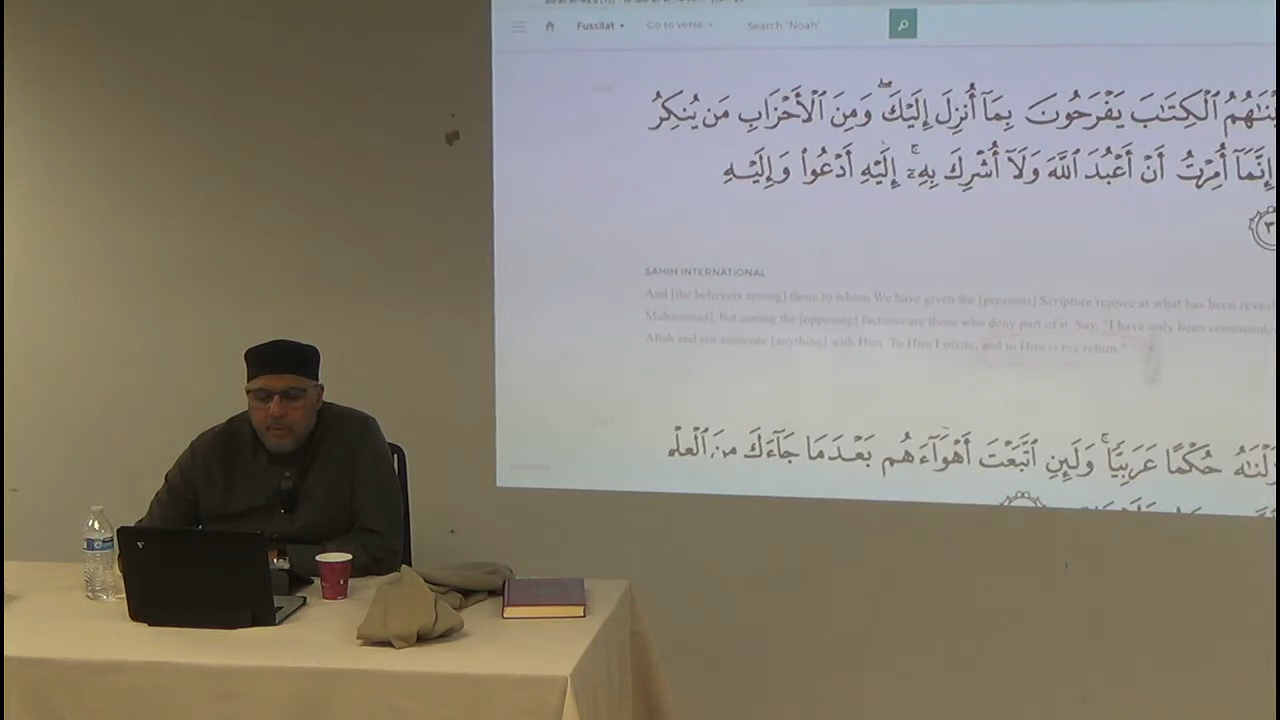 Fussilat
Go to verse
Search "Noah"
ٱلْكِتَٰبَ يَفْرَحُونَ بِمَآ أُنزِلَ إِلَيْكَ ۖ وَمِنَ ٱلْأَحْزَابِ مَن يُنكِرُ
إِنَّمَآ أُمِرْتُ أَنْ أَعْبُدَ ٱللَّهَ وَلَآ أُشْرِكَ بِهِۦٓ ۚ إِلَيْهِ أَدْعُوا۟ وَإِلَيْهِ
SAHIH INTERNATIONAL
And [the believers among] those to whom We have given the [previous] Scripture rejoice at what has been
Muhammad], but among the [opposing] factions are those who deny part of it. Say, "I have only been
Allah and not associate [anything] with Him. To Him I invite, and to Him is my return."
حُكْمًا عَرَبِيًّا ۚ وَلَئِنِ ٱتَّبَعْتَ أَهْوَآءَهُم بَعْدَمَا جَآءَكَ مِنَ ٱلْعِلْمِ